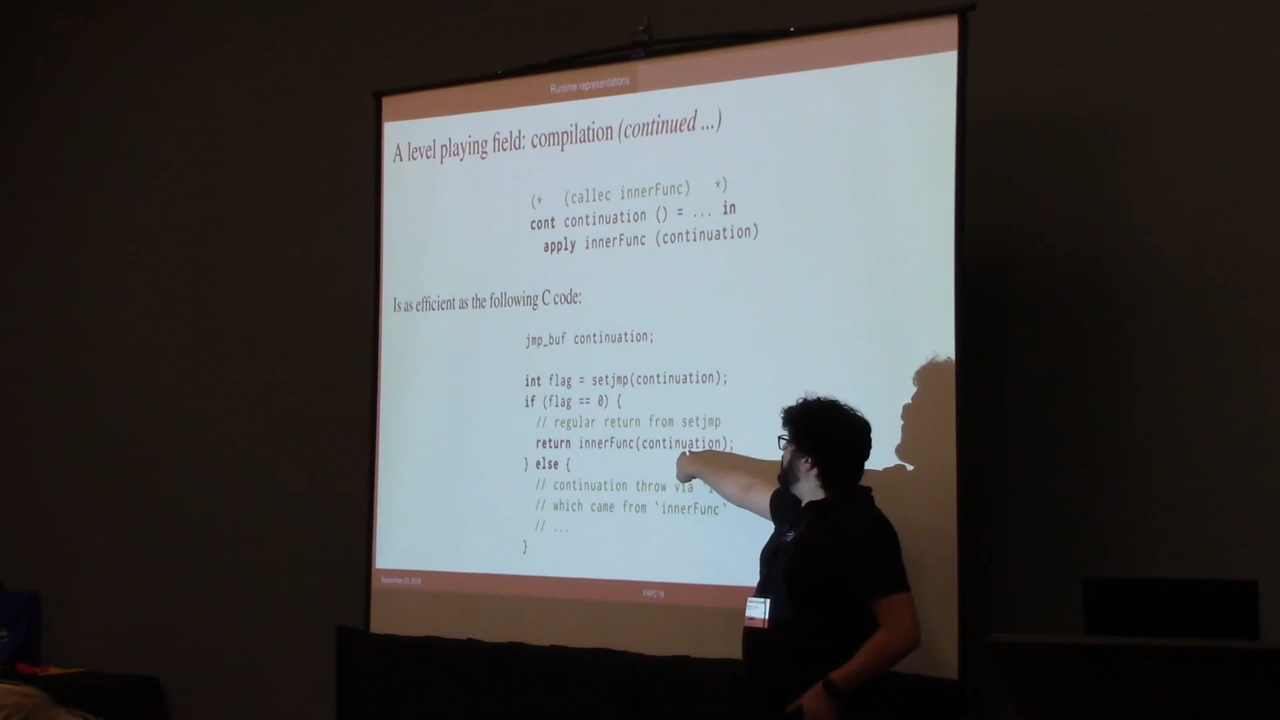 Runtime representations
A level playing field: compilation (continued ...)
(* (callec innerFunc) *)
cont continuation () = ... in
apply innerFunc (continuation)
Is as efficient as the following C code:
jmp_buf continuation;
int flag = setjmp(continuation);
if (flag == 0) {
// regular return from setjmp
return innerFunc(continuation);
} else {
// continuation throw via
// which came from `innerFunc`
// ...
}